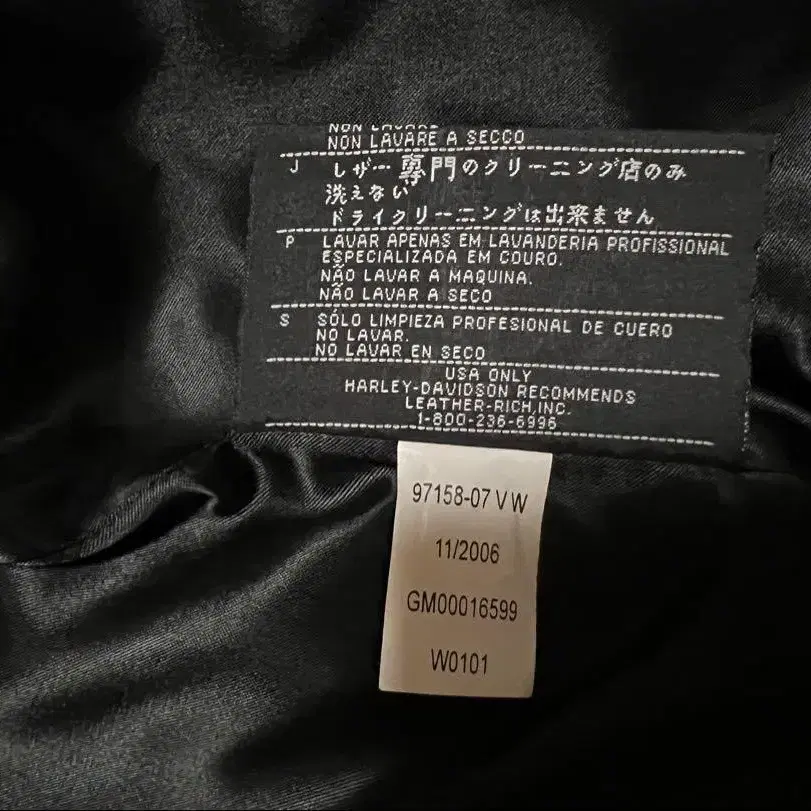 NON LAVARE A SECCO
J レザー専門のクリーニング店のみ
洗えない
ドライクリーニングは出来ません
P LAVAR APENAS EM LAVANDERIA PROFISSIONAL
ESPECIALIZADA EM COURO.
NÃO LAVAR A MAQUINA.
NÃO LAVAR A SECO
S SÓLO LIMPIEZA PROFESIONAL DE CUERO
NO LAVAR.
NO LAVAR EN SECO
USA ONLY
HARLEY-DAVIDSON RECOMMENDS
LEATHER-RICH,INC.
1-800-236-6996
97158-07 VW
11/2006
GM00016599
W0101